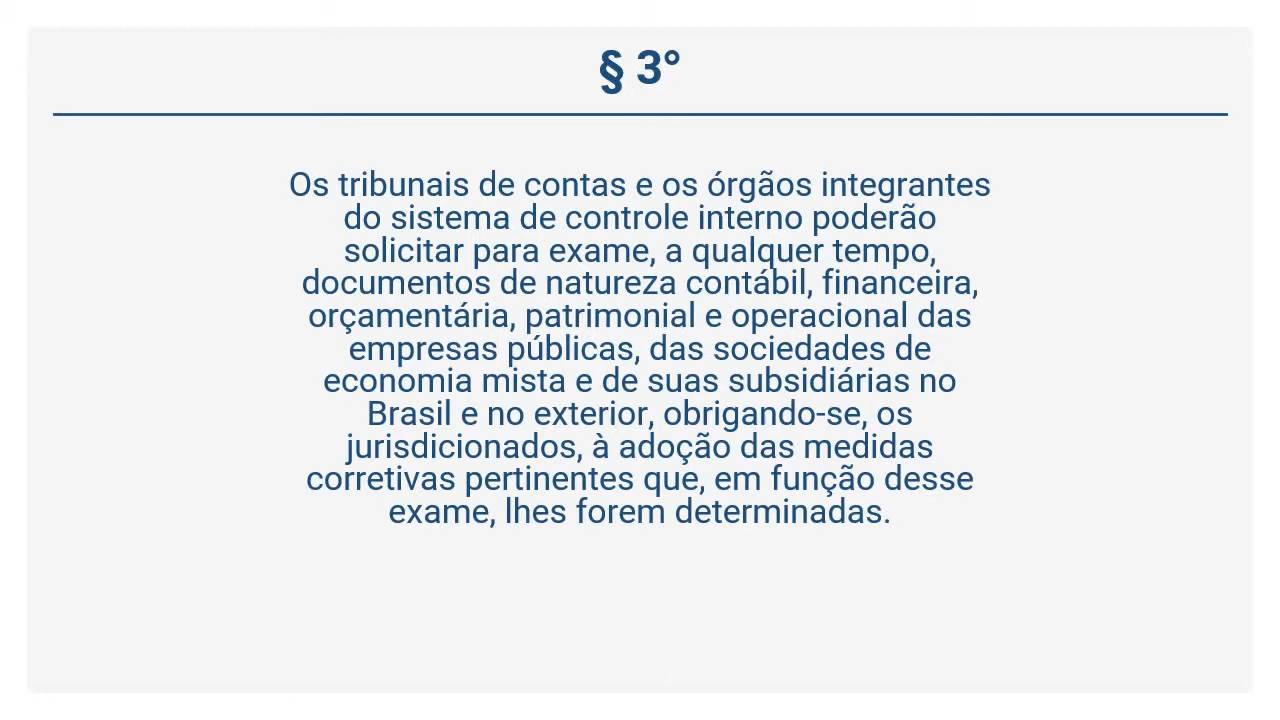 § 3°
Os tribunais de contas e os órgãos integrantes
do sistema de controle interno poderão
solicitar para exame, a qualquer tempo,
documentos de natureza contábil, financeira,
orçamentária, patrimonial e operacional das
empresas públicas, das sociedades de
economia mista e de suas subsidiárias no
Brasil e no exterior, obrigando-se, os
jurisdicionados, à adoção das medidas
corretivas pertinentes que, em função desse
exame, lhes forem determinadas.